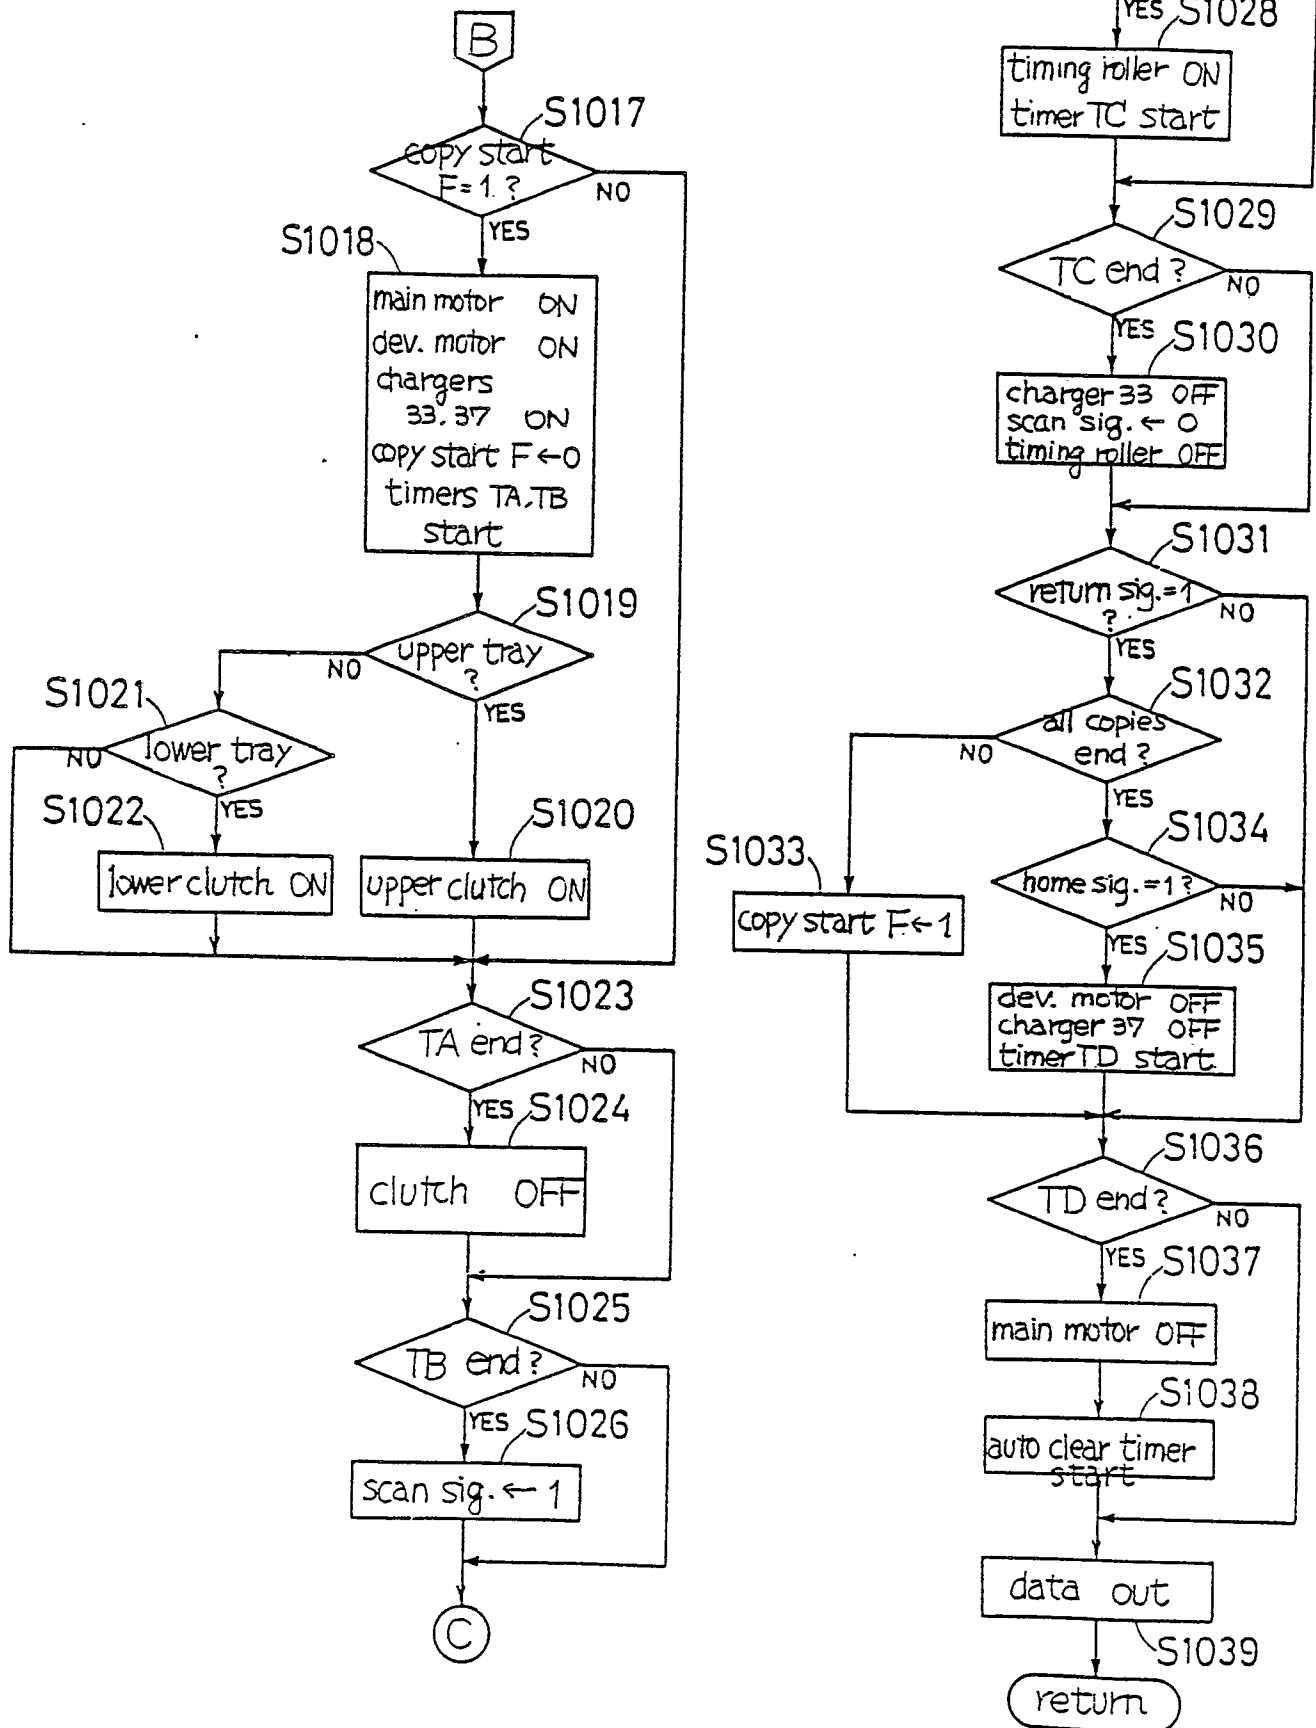 B
S1017
copy start
F=1 ?
NO
YES
S1018
main motor ON
dev. motor ON
chargers
33.37 ON
copy start F←0
timers TA.TB
start
S1019
upper tray
?
NO
YES
S1021
lower tray
?
NO
YES
S1022
lower clutch ON
S1020
upper clutch ON
S1023
TA end?
NO
YES
S1024
clutch OFF
S1025
TB end?
NO
YES
S1026
scan sig. ← 1
C
YES
S1028
timing roller ON
timer TC start
S1029
TC end?
NO
YES
S1030
charger 33 OFF
scan sig. ← 0
timing roller OFF
S1031
return sig.=1
?
NO
YES
S1032
all copies
end?
NO
YES
S1033
copy start F←1
S1034
home sig.=1?
NO
YES
S1035
dev. motor OFF
charger 37 OFF
timer TD start
S1036
TD end?
NO
YES
S1037
main motor OFF
S1038
auto clear timer
start
data out
S1039
return